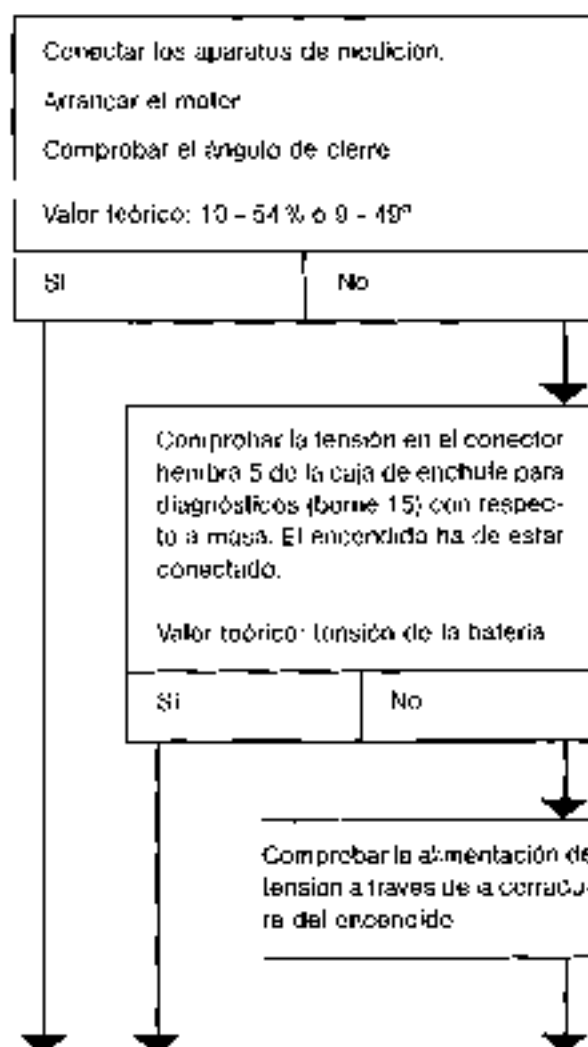 Conectar los aparatos de medición.
Arrancar el motor
Comprobar el ángulo de cierre
Valor teórico: 10 - 54 % ó 9 - 49°
Sí
No
Comprobar la tensión en el conector
hembra 5 de la caja de enchufe para
diagnósticos (borne 15) con respec-
to a masa. El encendido ha de estar
conectado.
Valor teórico: tensión de la batería
Sí
No
Comprobar la alimentación de
tensión a través de la cerradu-
ra del encendido